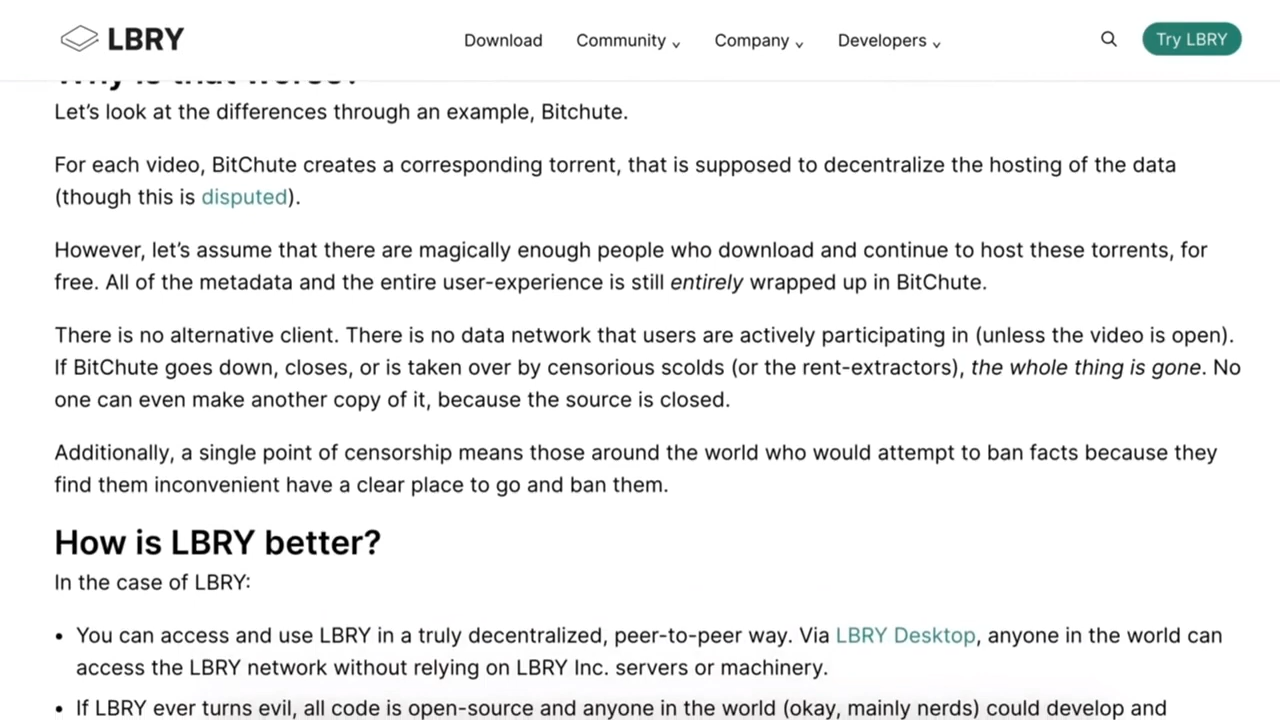 LBRY
Download
Community
Company
Developers
Try LBRY
Why is that worse?
Let’s look at the differences through an example, Bitchute.
For each video, BitChute creates a corresponding torrent, that is supposed to decentralize the hosting of the data
(though this is disputed).
However, let’s assume that there are magically enough people who download and continue to host these torrents, for
free. All of the metadata and the entire user-experience is still entirely wrapped up in BitChute.
There is no alternative client. There is no data network that users are actively participating in (unless the video is open).
If BitChute goes down, closes, or is taken over by censorious scolds (or the rent-extractors), the whole thing is gone. No
one can even make another copy of it, because the source is closed.
Additionally, a single point of censorship means those around the world who would attempt to ban facts because they
find them inconvenient have a clear place to go and ban them.
How is LBRY better?
In the case of LBRY:
• You can access and use LBRY in a truly decentralized, peer-to-peer way. Via LBRY Desktop, anyone in the world can
access the LBRY network without relying on LBRY Inc. servers or machinery.
• If LBRY ever turns evil, all code is open-source and anyone in the world (okay, mainly nerds) could develop and